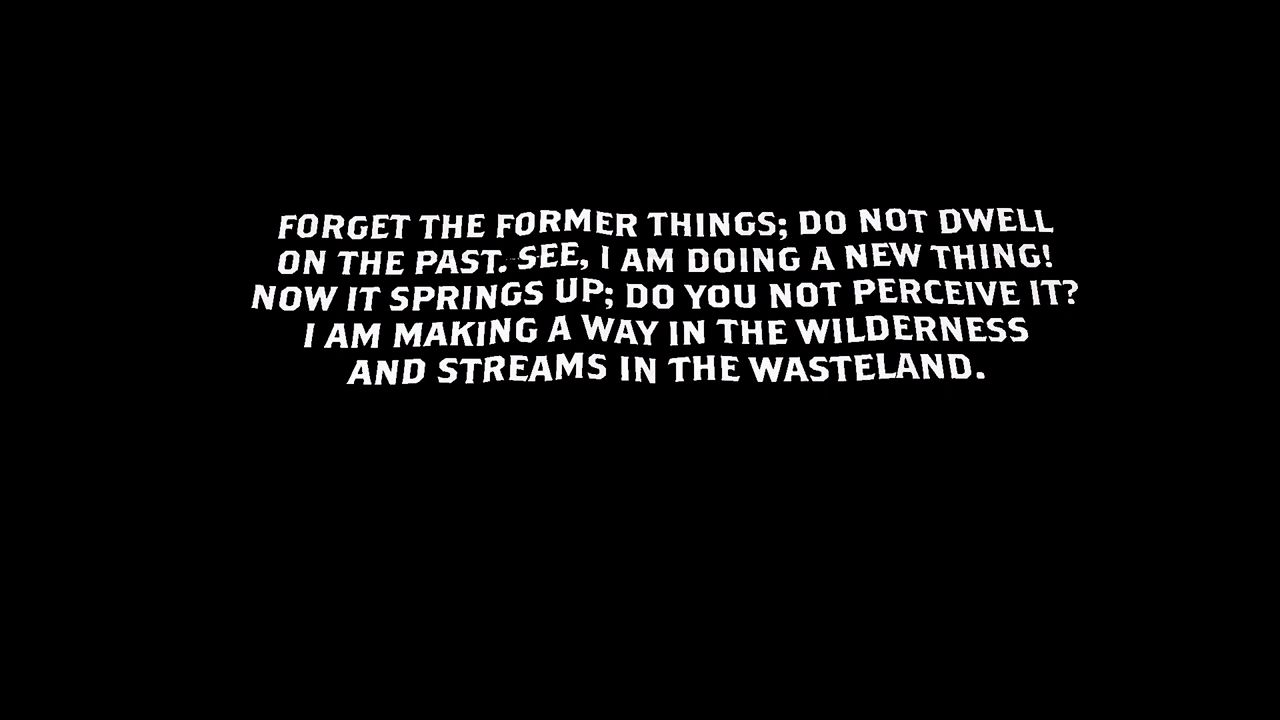 FORGET THE FORMER THINGS; DO NOT DWELL
ON THE PAST. SEE, I AM DOING A NEW THING!
NOW IT SPRINGS UP; DO YOU NOT PERCEIVE IT?
I AM MAKING A WAY IN THE WILDERNESS
AND STREAMS IN THE WASTELAND.